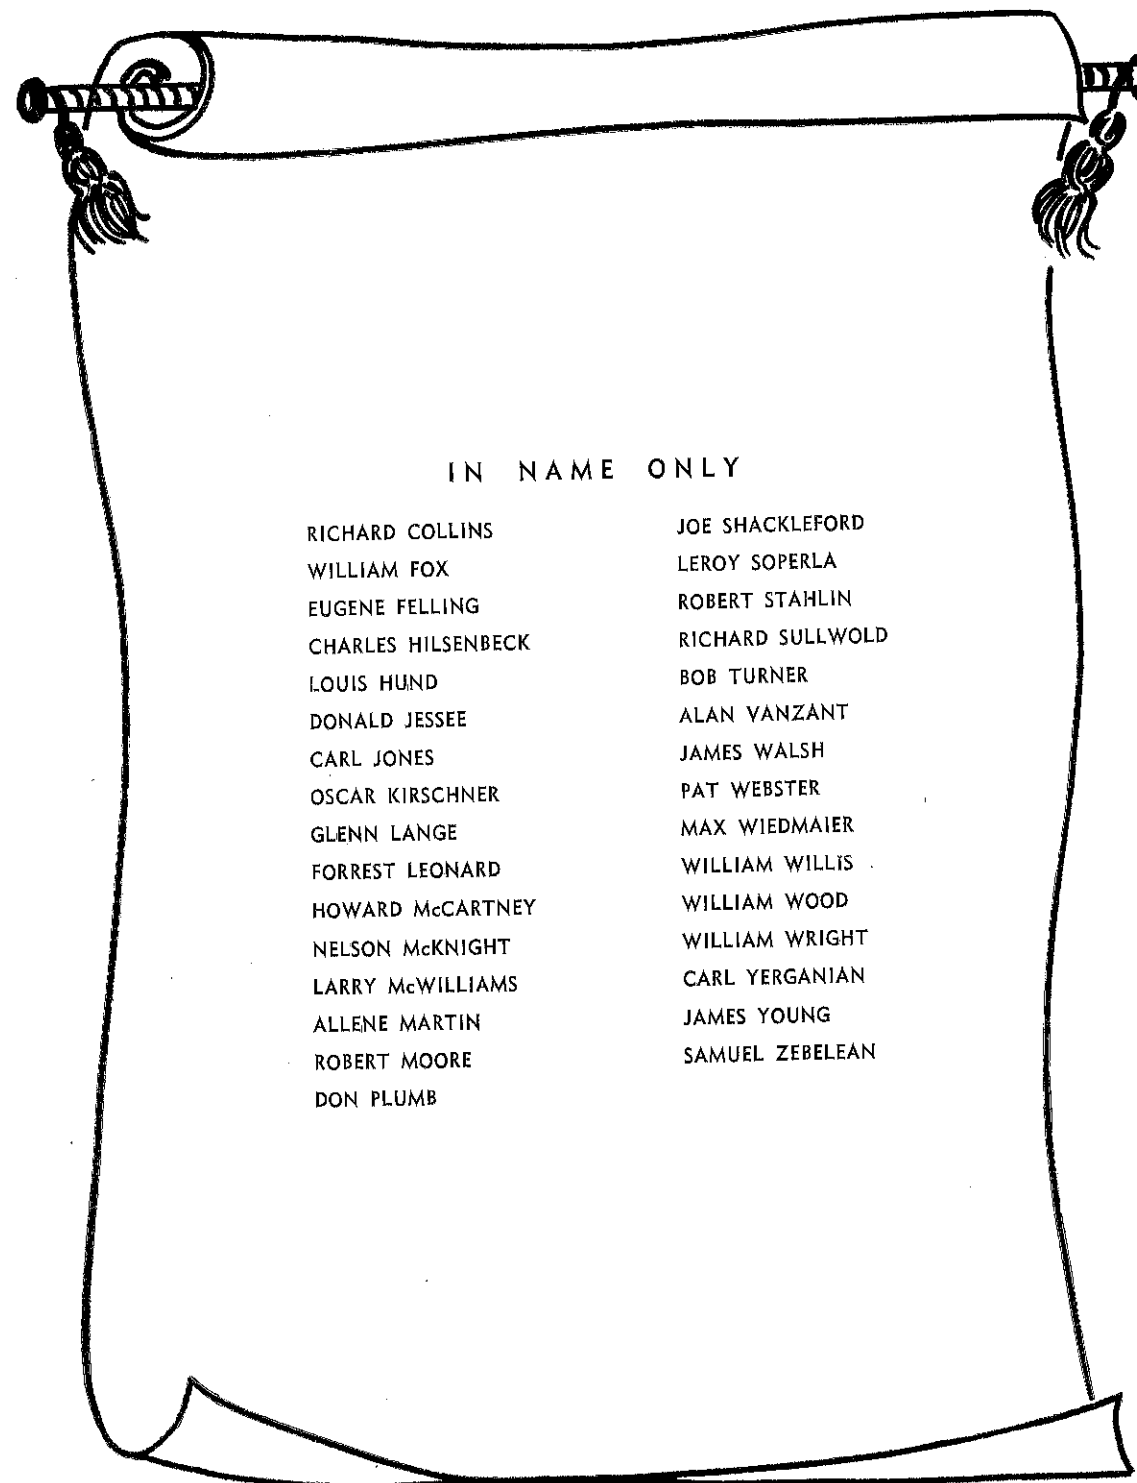 IN NAME ONLY
RICHARD COLLINS
WILLIAM FOX
EUGENE FELLING
CHARLES HILSENBECK
LOUIS HUND
DONALD JESSEE
CARL JONES
OSCAR KIRSCHNER
GLENN LANGE
FORREST LEONARD
HOWARD McCARTNEY
NELSON McKNIGHT
LARRY McWILLIAMS
ALLENE MARTIN
ROBERT MOORE
DON PLUMB
JOE SHACKLEFORD
LEROY SOPERLA
ROBERT STAHLIN
RICHARD SULLWOLD
BOB TURNER
ALAN VANZANT
JAMES WALSH
PAT WEBSTER
MAX WIEDMAIER
WILLIAM WILLIS
WILLIAM WOOD
WILLIAM WRIGHT
CARL YERGANIAN
JAMES YOUNG
SAMUEL ZEBELEAN